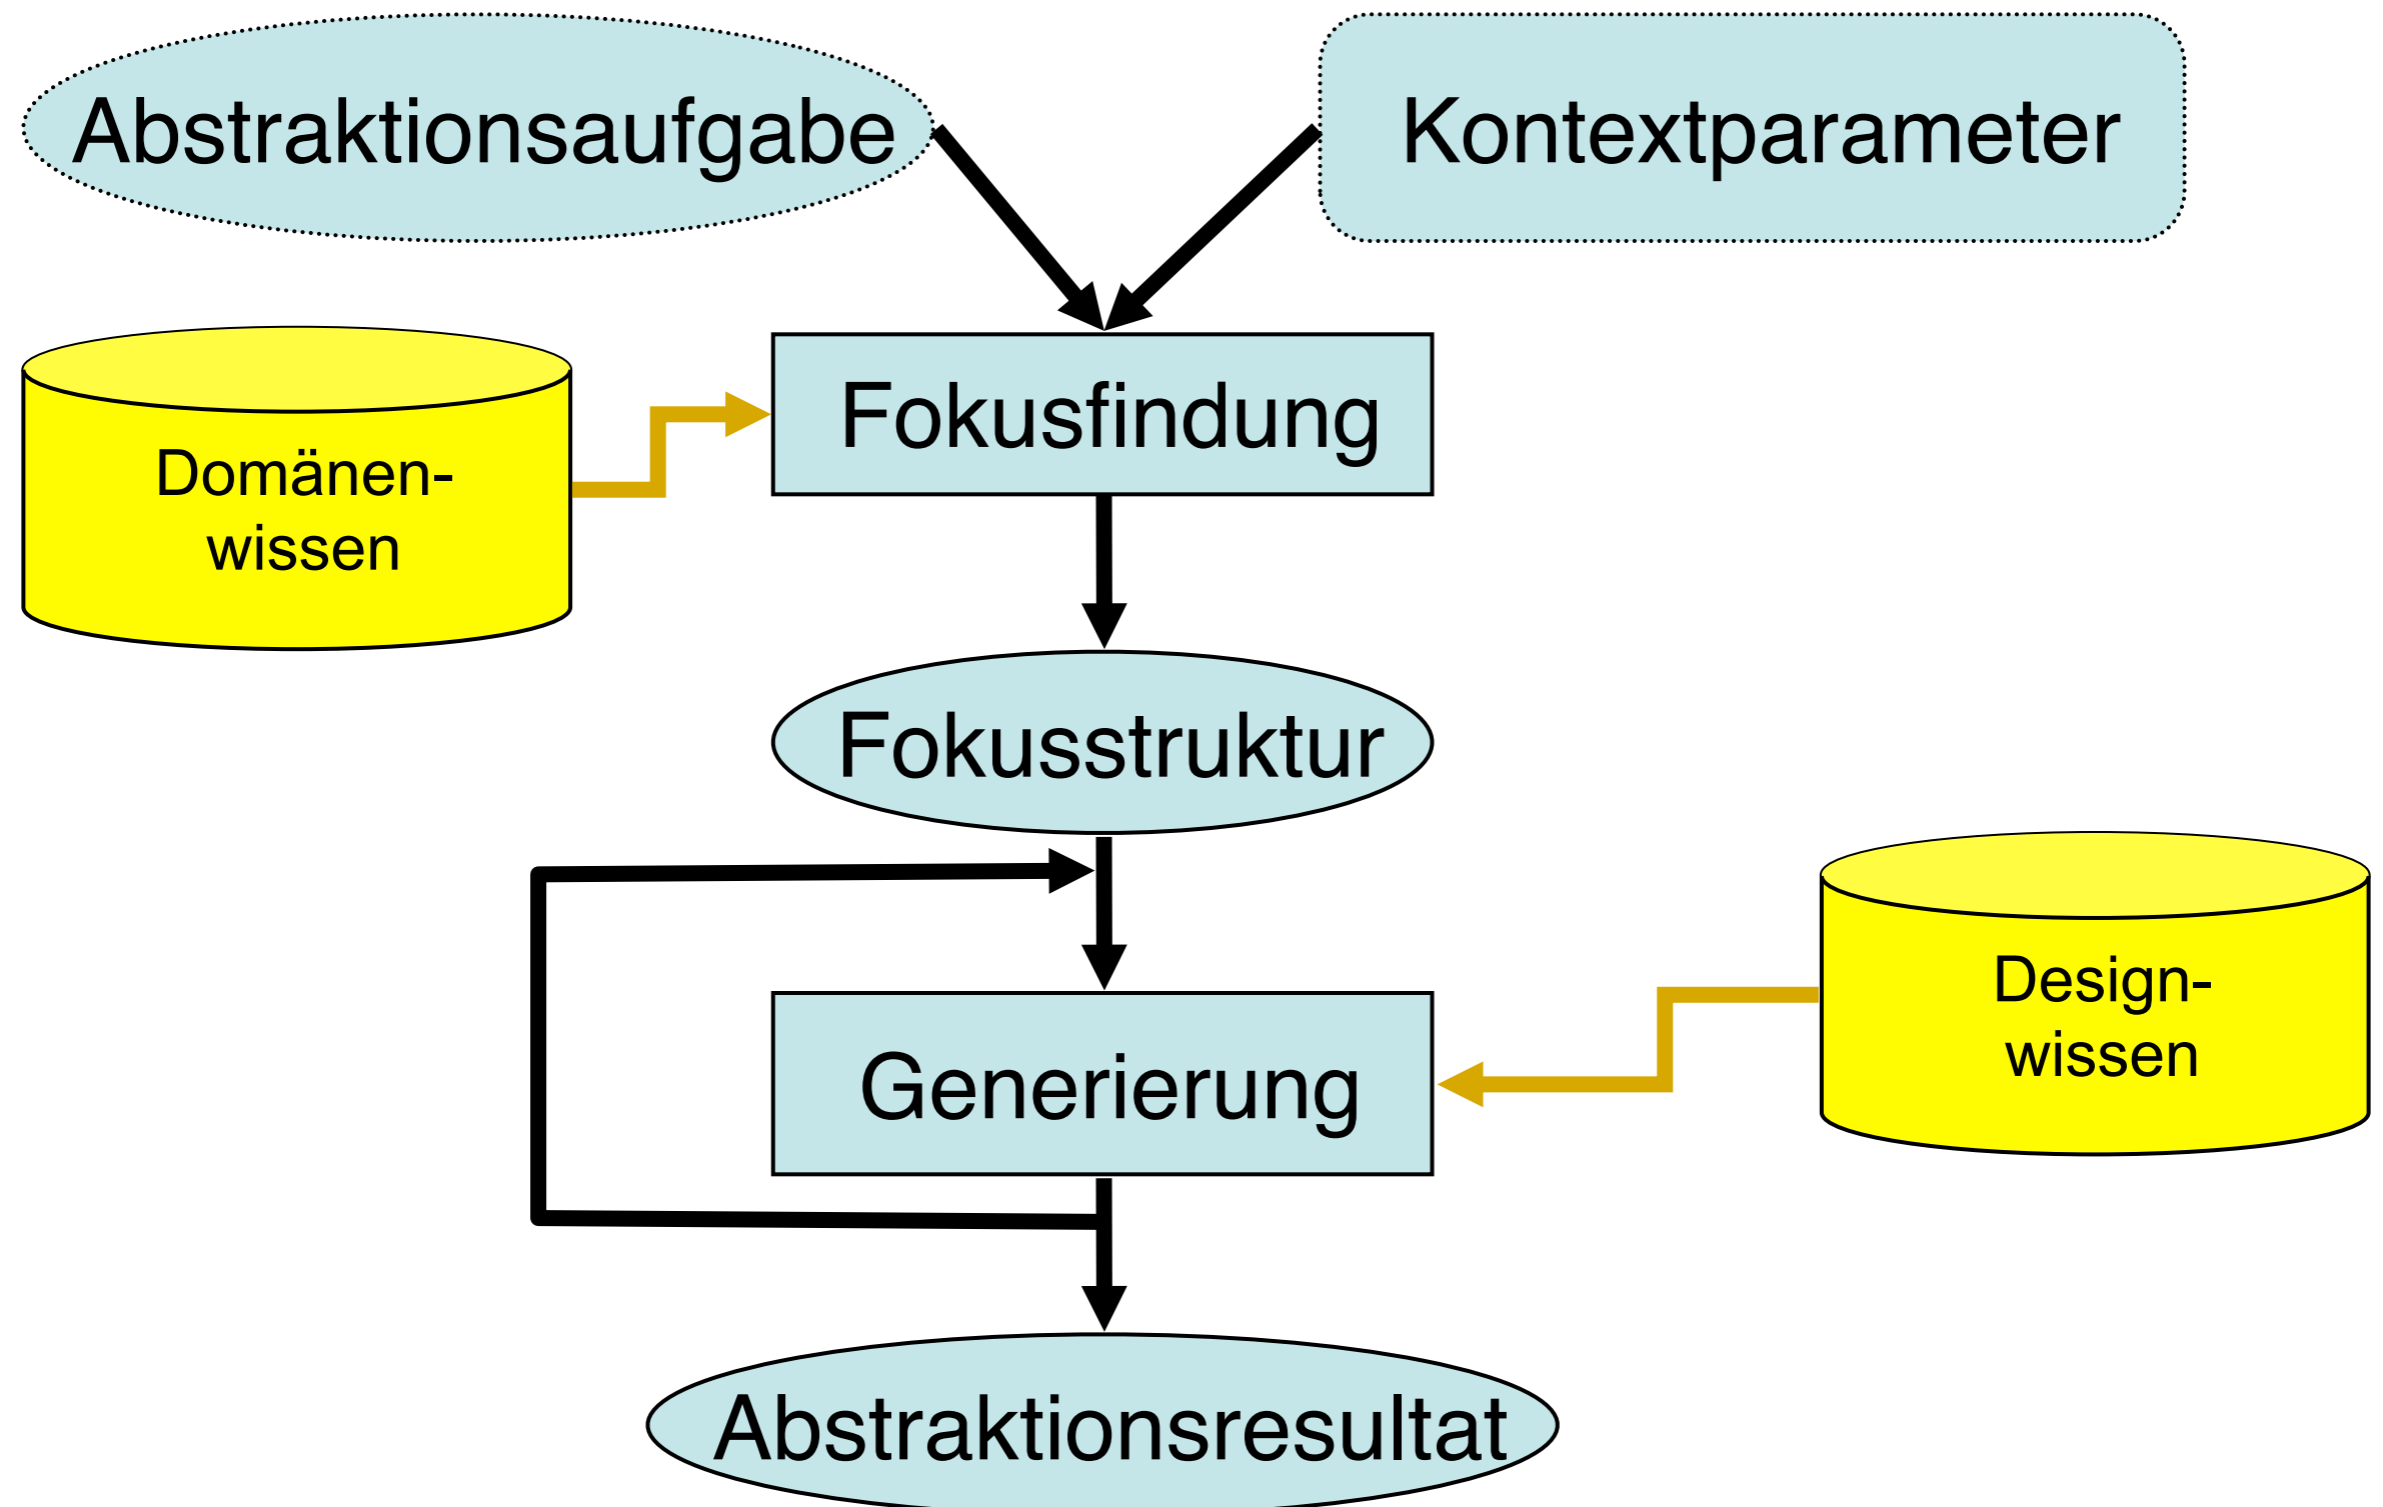 Abstraktionsaufgabe
Kontextparameter
Fokusfindung
Domänen-
wissen
Fokusstruktur
Design-
wissen
Generierung
Abstraktionsresultat